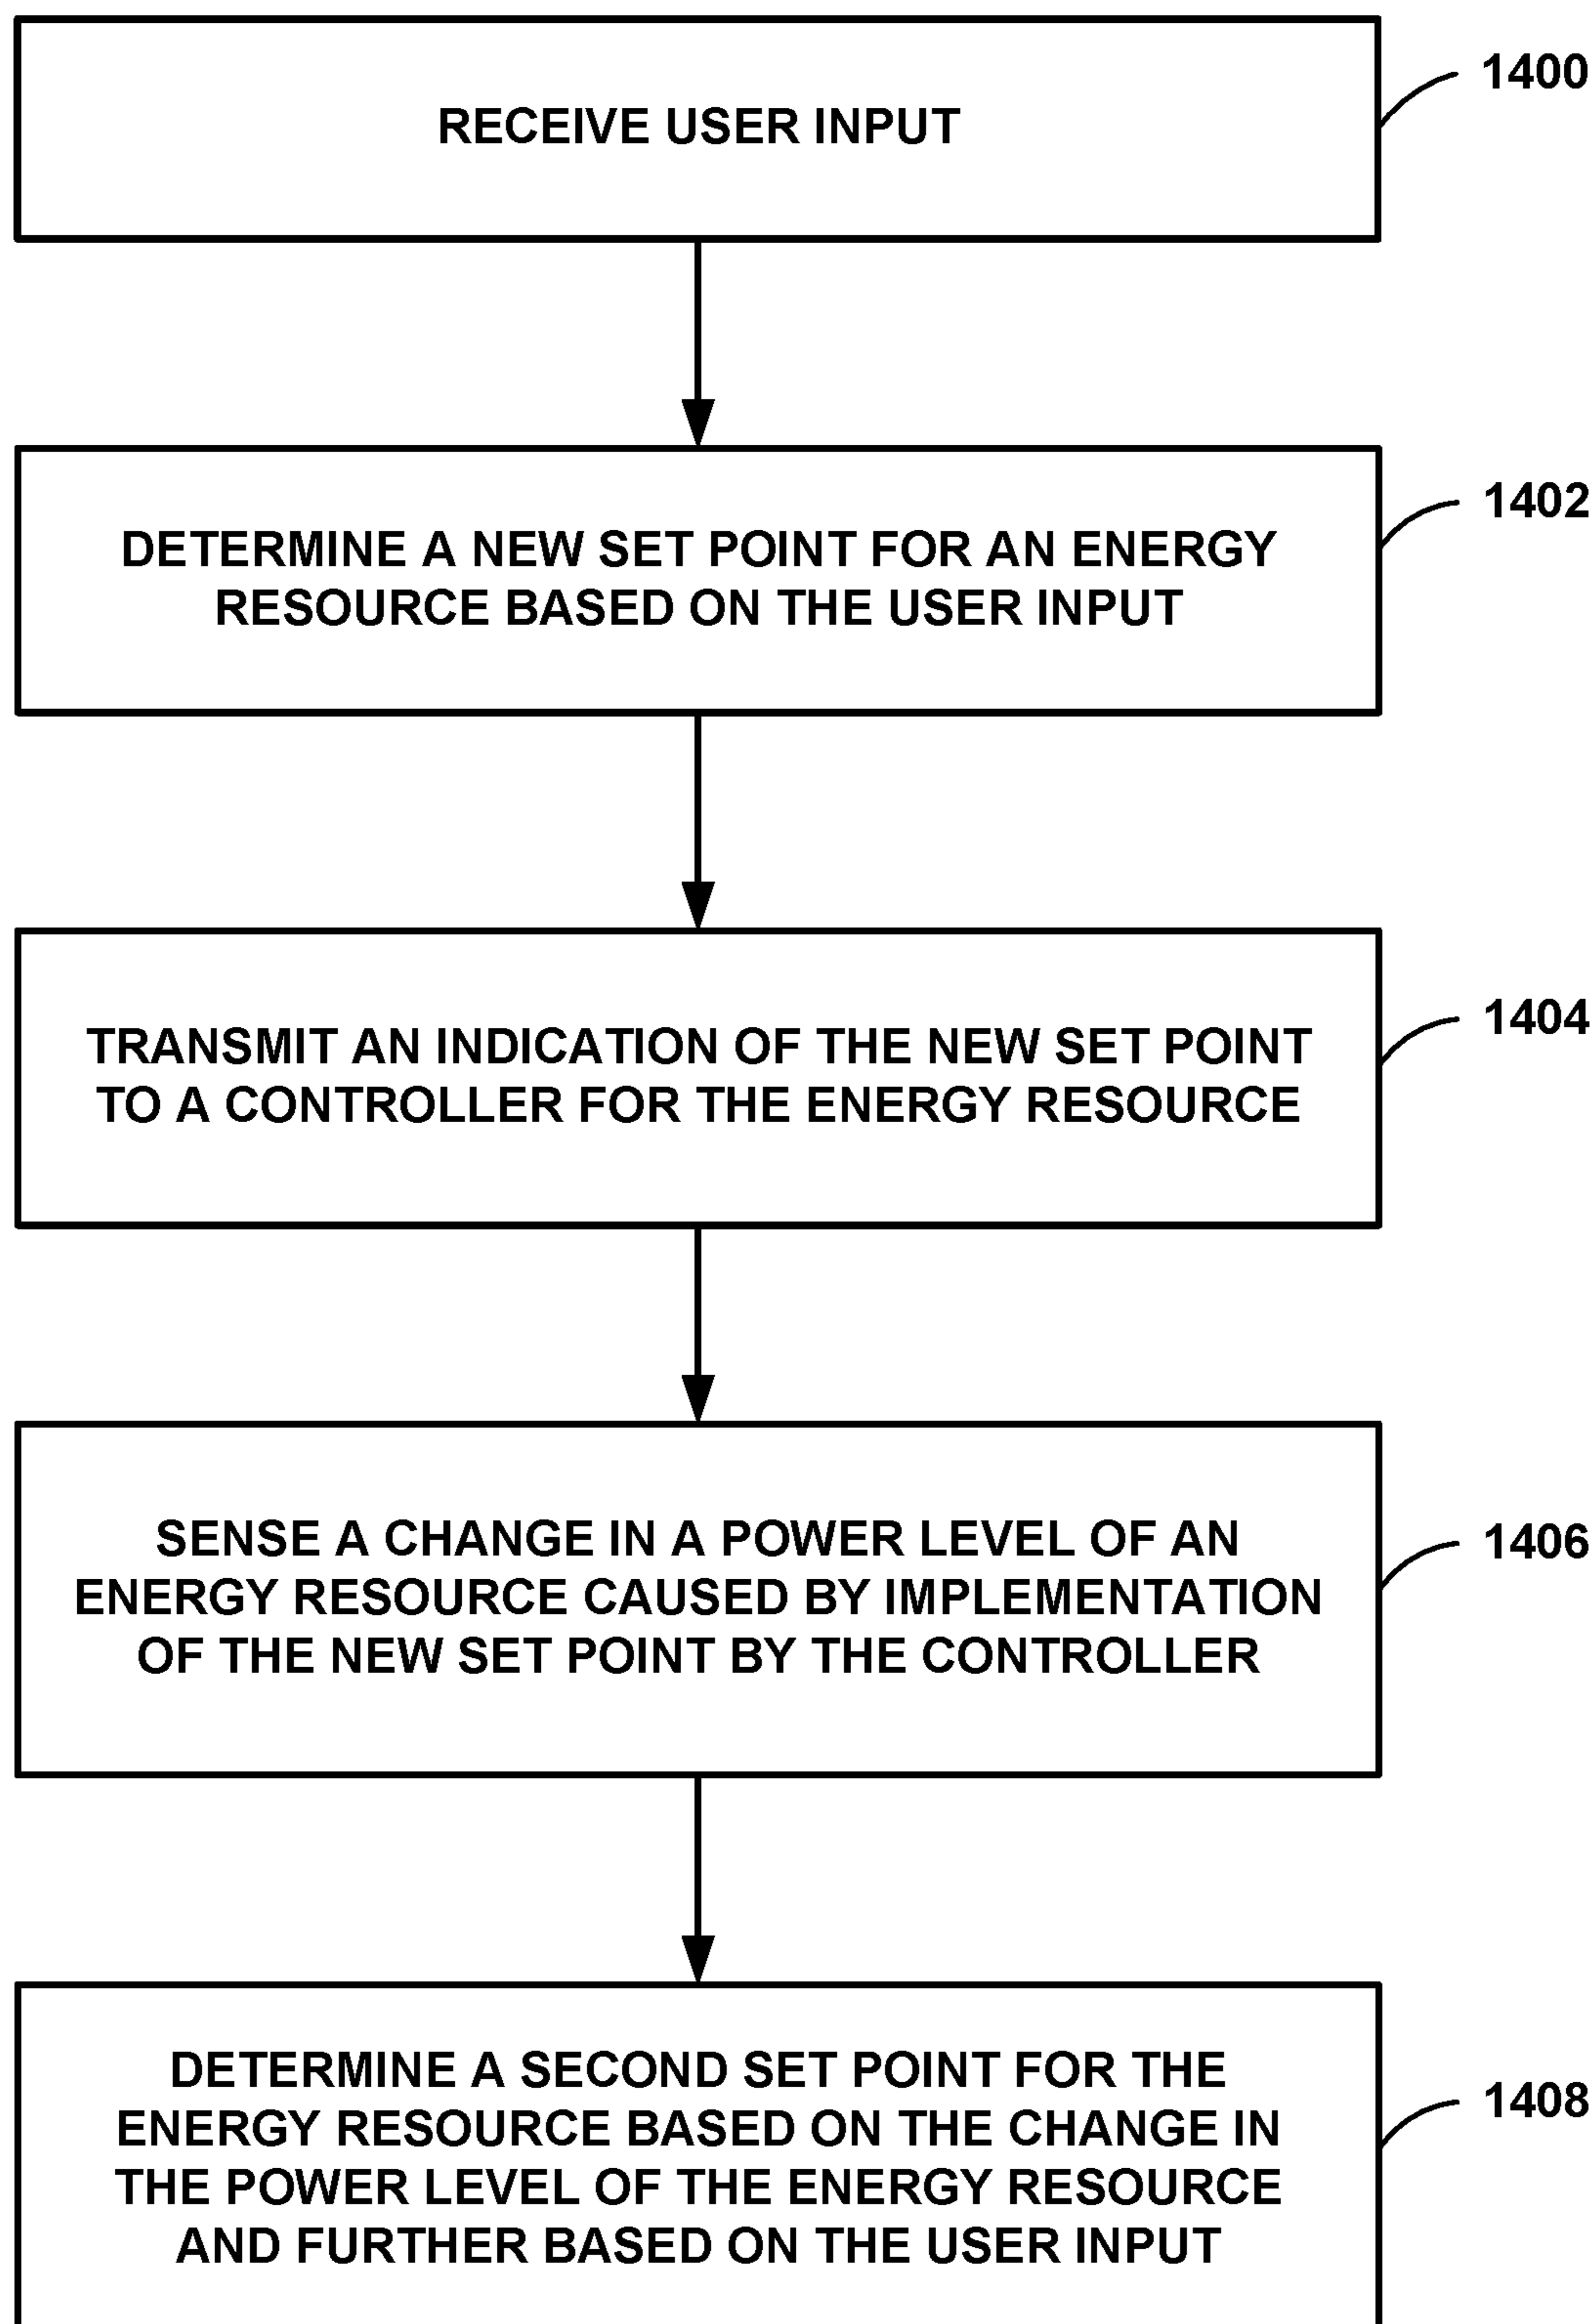 RECEIVE USER INPUT
1400
DETERMINE A NEW SET POINT FOR AN ENERGY
RESOURCE BASED ON THE USER INPUT
1402
TRANSMIT AN INDICATION OF THE NEW SET POINT
TO A CONTROLLER FOR THE ENERGY RESOURCE
1404
SENSE A CHANGE IN A POWER LEVEL OF AN
ENERGY RESOURCE CAUSED BY IMPLEMENTATION
OF THE NEW SET POINT BY THE CONTROLLER
1406
DETERMINE A SECOND SET POINT FOR THE
ENERGY RESOURCE BASED ON THE CHANGE IN
THE POWER LEVEL OF THE ENERGY RESOURCE
AND FURTHER BASED ON THE USER INPUT
1408